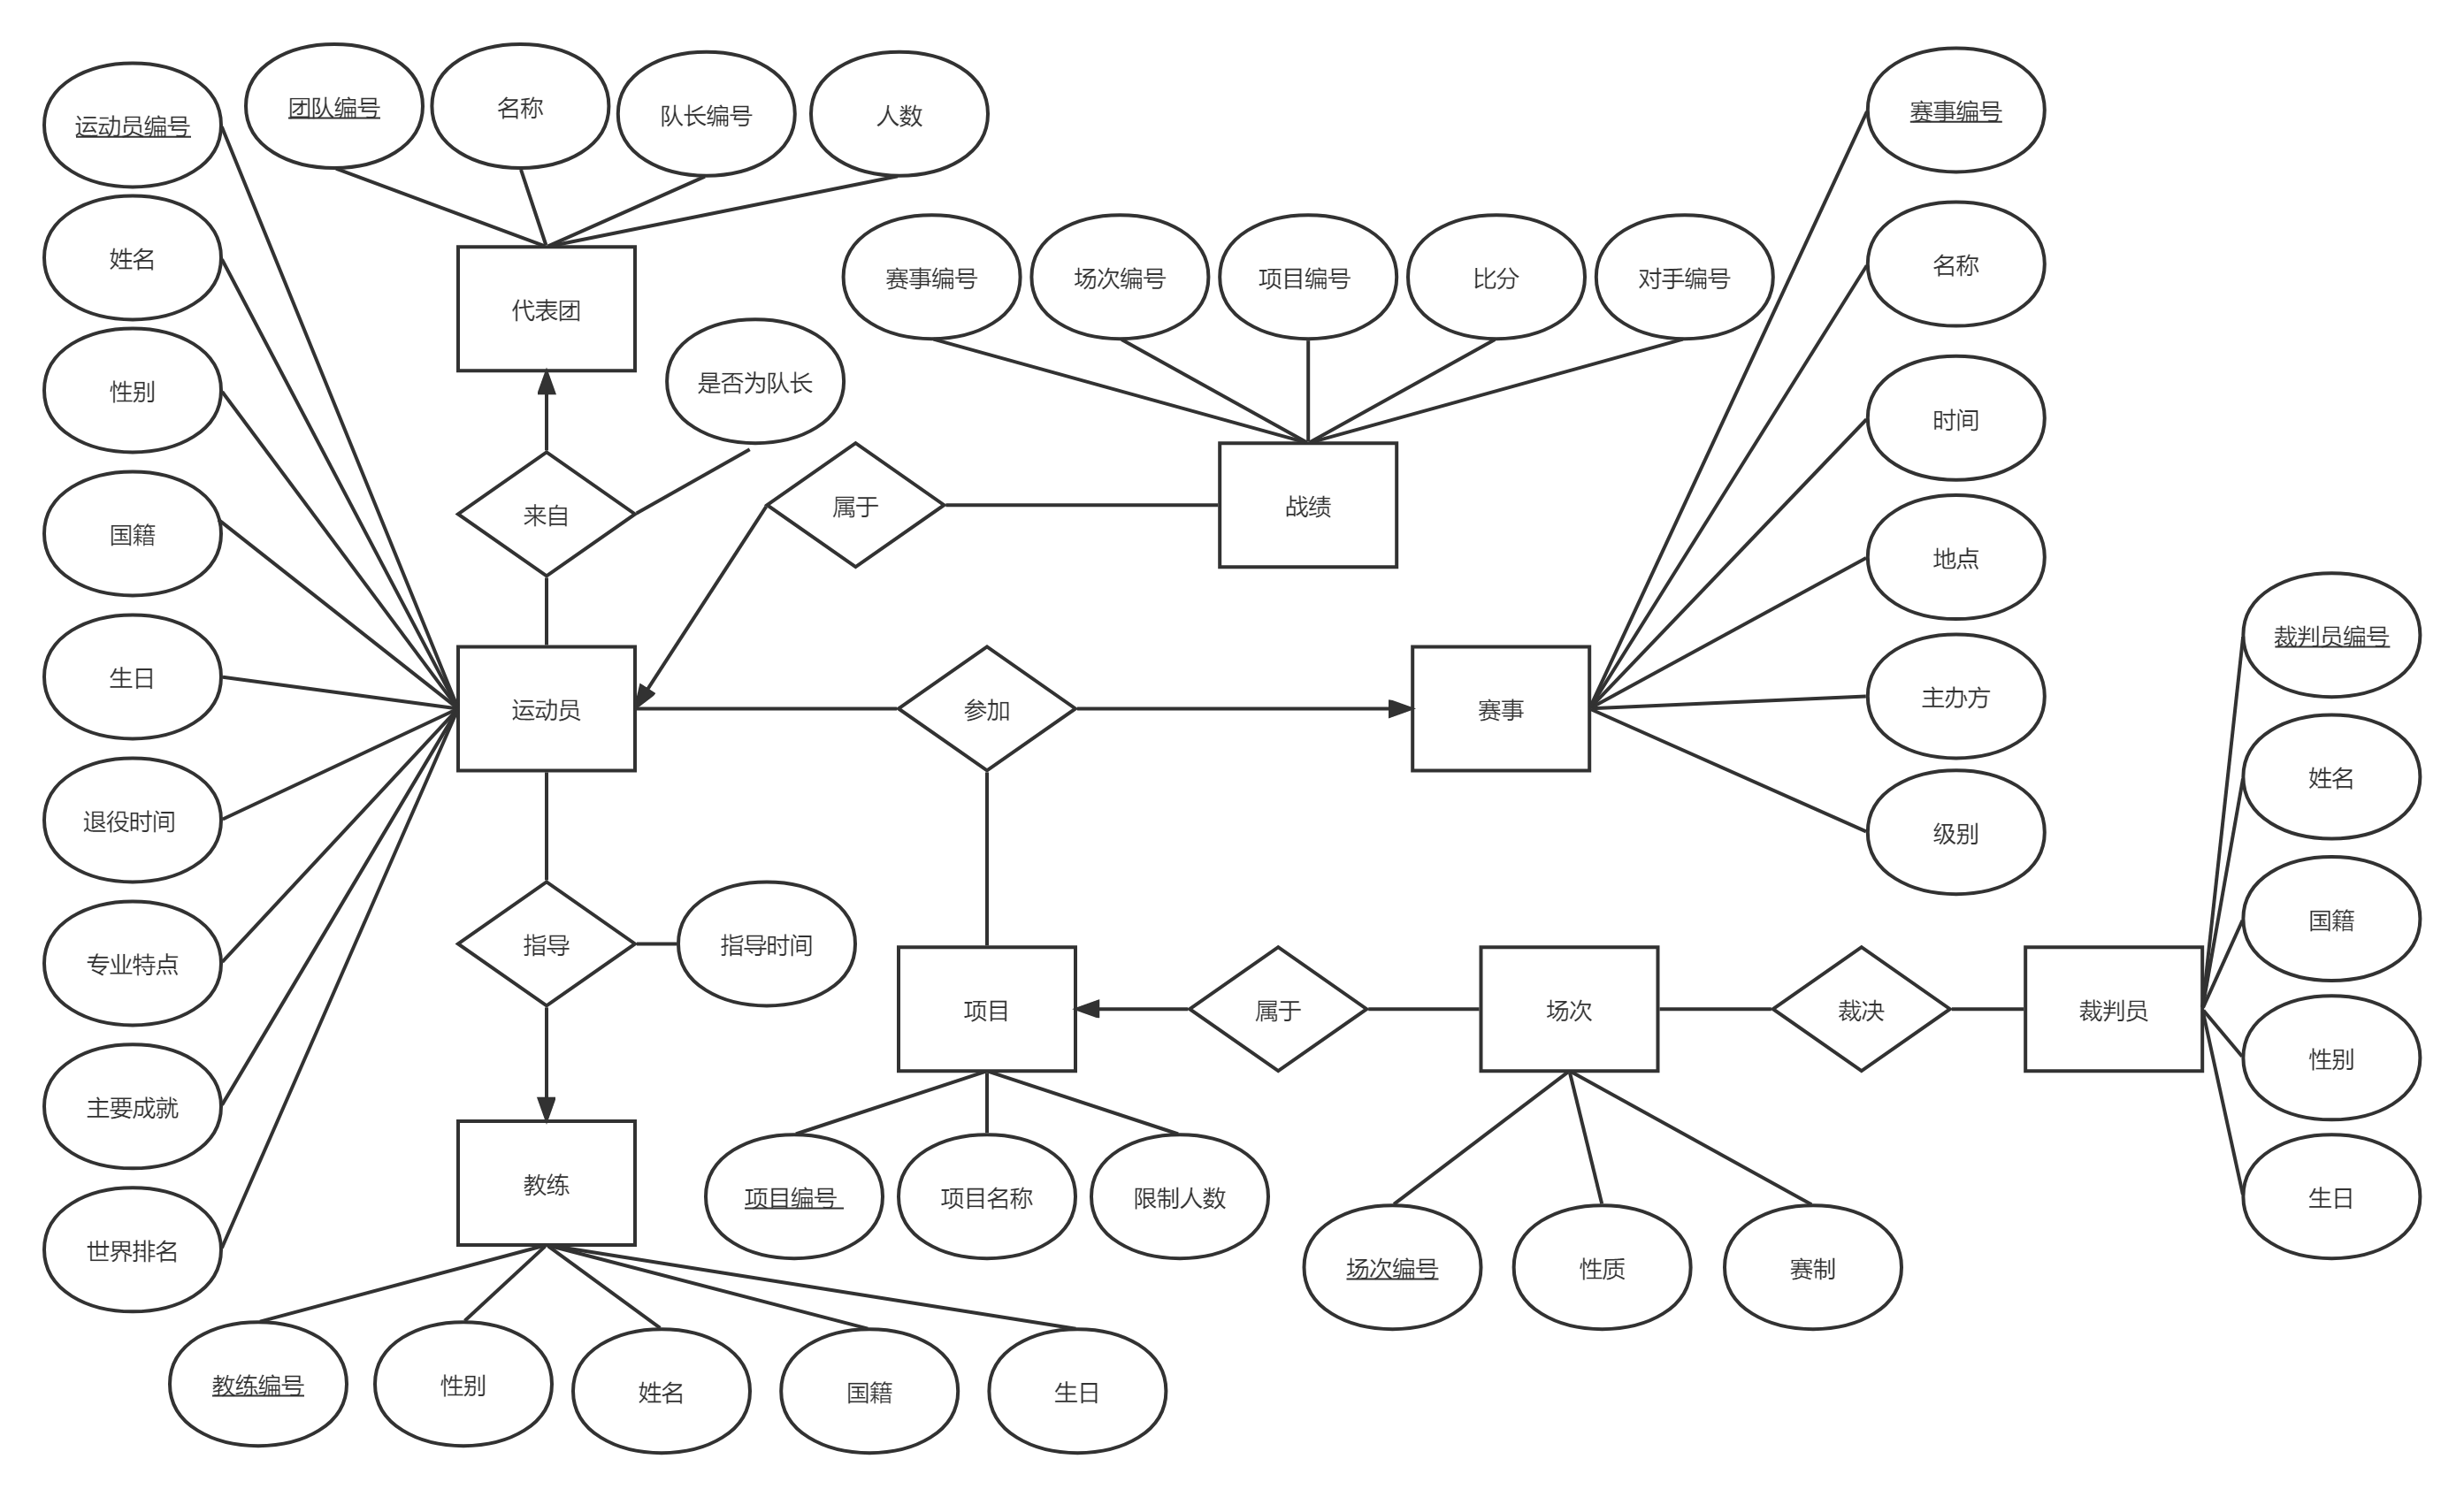 运动员编号
团队编号
名称
队长编号
人数
赛事编号
姓名
代表团
赛事编号
场次编号
项目编号
比分
对手编号
名称
性别
是否为队长
时间
国籍
来自
属于
战绩
地点
生日
运动员
参加
赛事
主办方
裁判员编号
退役时间
级别
姓名
专业特点
指导
指导时间
国籍
项目
属于
场次
裁决
裁判员
主要成就
性别
教练
项目编号
项目名称
限制人数
生日
世界排名
场次编号
性质
赛制
教练编号
性别
姓名
国籍
生日